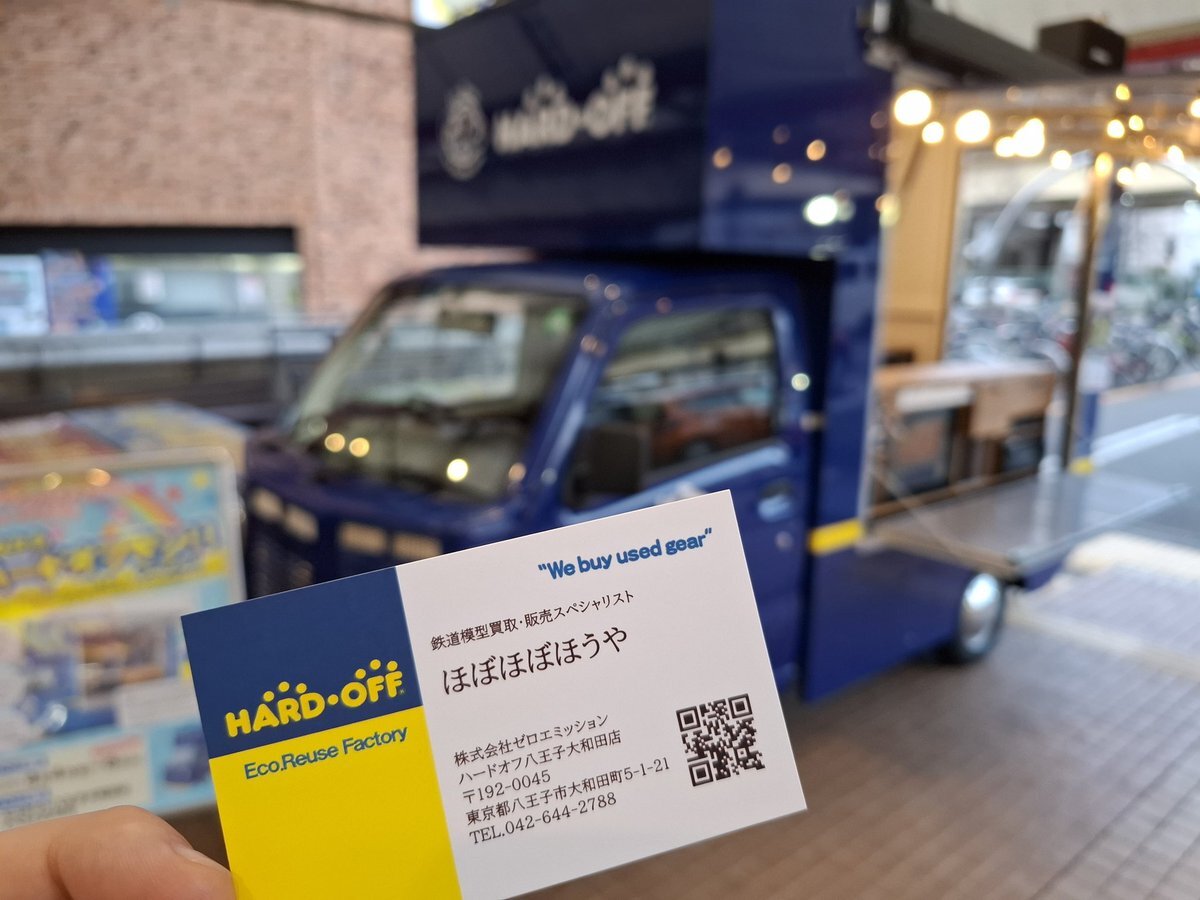 HARD・OFF
"We buy used gear"
鉄道模型買取・販売スペシャリスト
ほぼほぼほうや
HARD・OFF
Eco.Reuse Factory
株式会社ゼロエミッション
ハードオフ八王子大和田店
〒192-0045
東京都八王子市大和田町5-1-21
TEL.042-644-2788